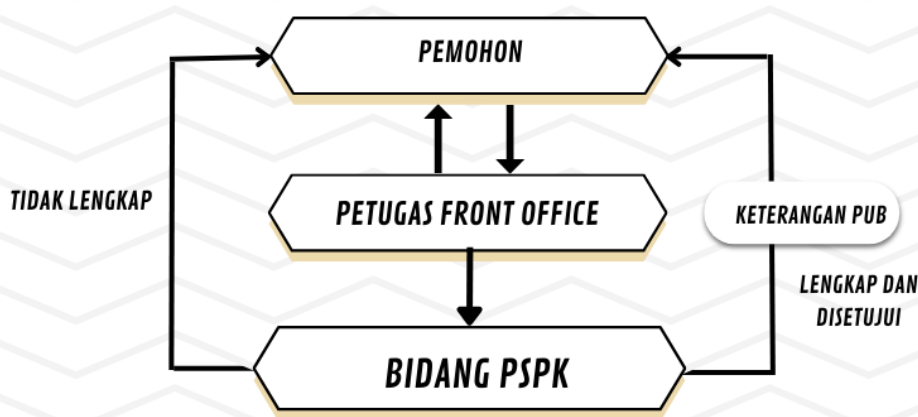 PEMOHON
TIDAK LENGKAP
PETUGAS FRONT OFFICE
KETERANGAN PUB
LENGKAP DAN
DISETUJUI
BIDANG PSPK